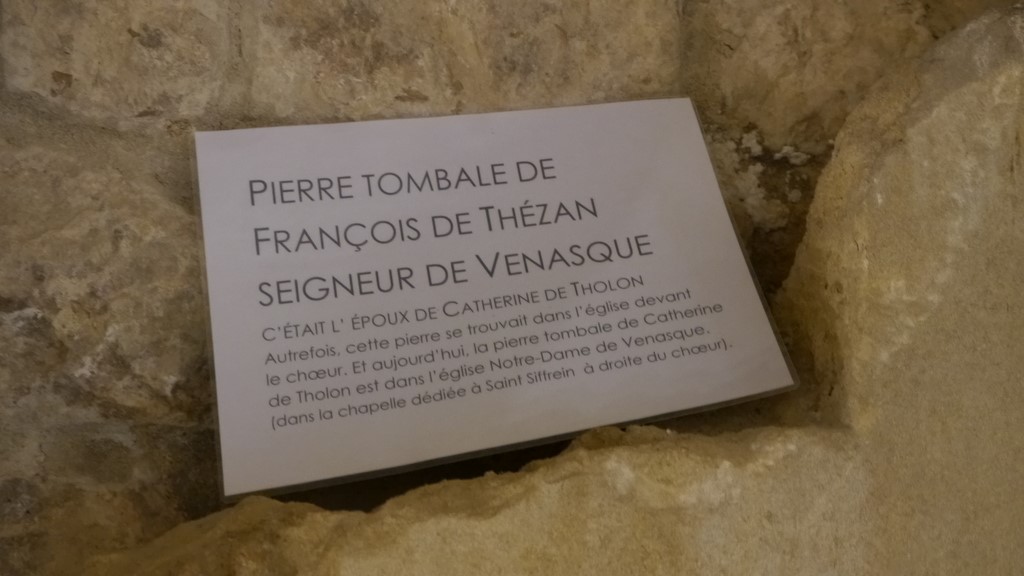 PIERRE TOMBALE DE
FRANÇOIS DE THÉZAN
SEIGNEUR DE VENASQUE
C'ÉTAIT L' ÉPOUX DE CATHERINE DE THOLON
Autrefois, cette pierre se trouvait dans l'église devant
le chœur. Et aujourd'hui, la pierre tombale de Catherine
de Tholon est dans l'église Notre-Dame de Venasque.
(dans la chapelle dédiée à Saint Siffrein à droite du chœur).